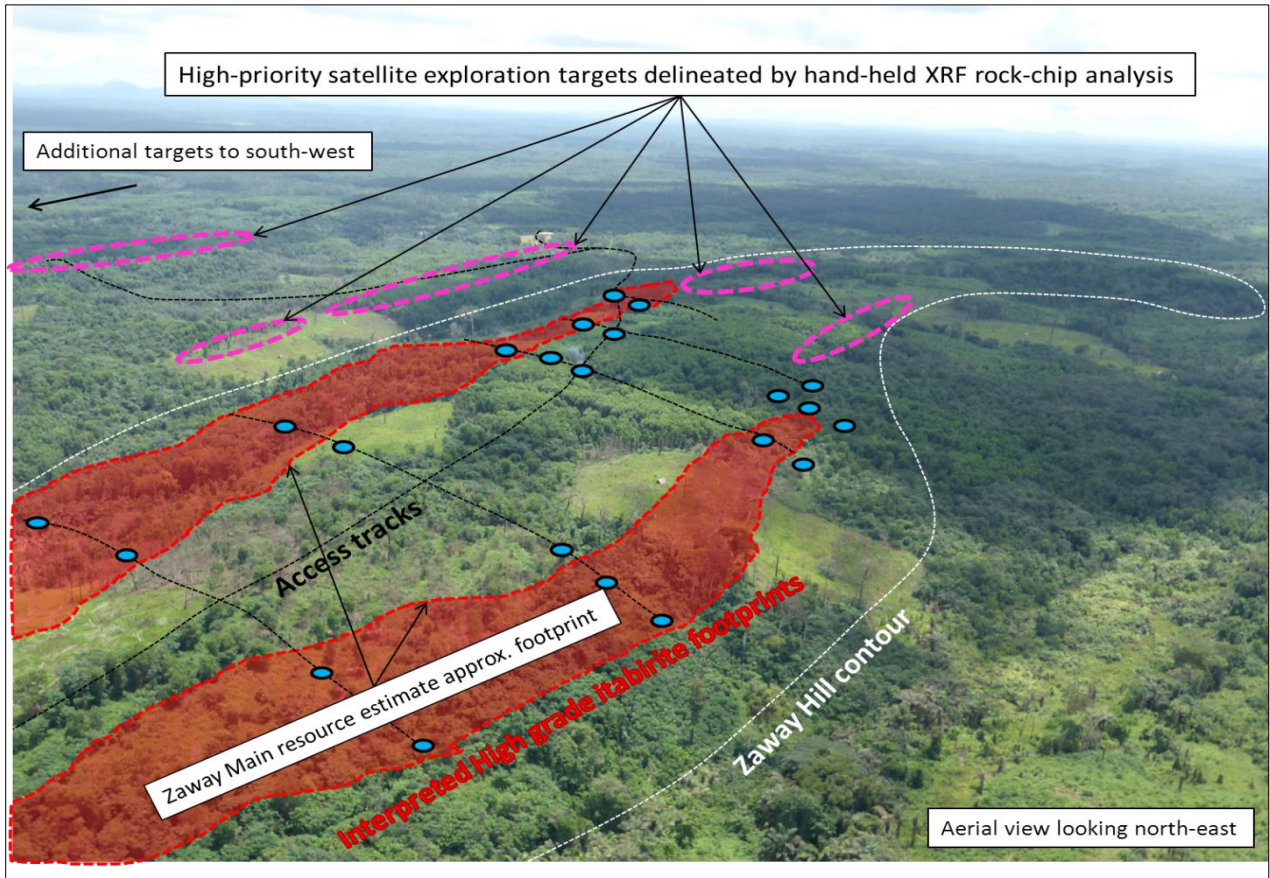 High-priority satellite exploration targets delineated by hand-held XRF rock-chip analysis
Additional targets to south-west
Access tracks
Zaway Main resource estimate approx. footprint
Interpreted High grade itabirite footprints
Zaway Hill contour
Aerial view looking north-east